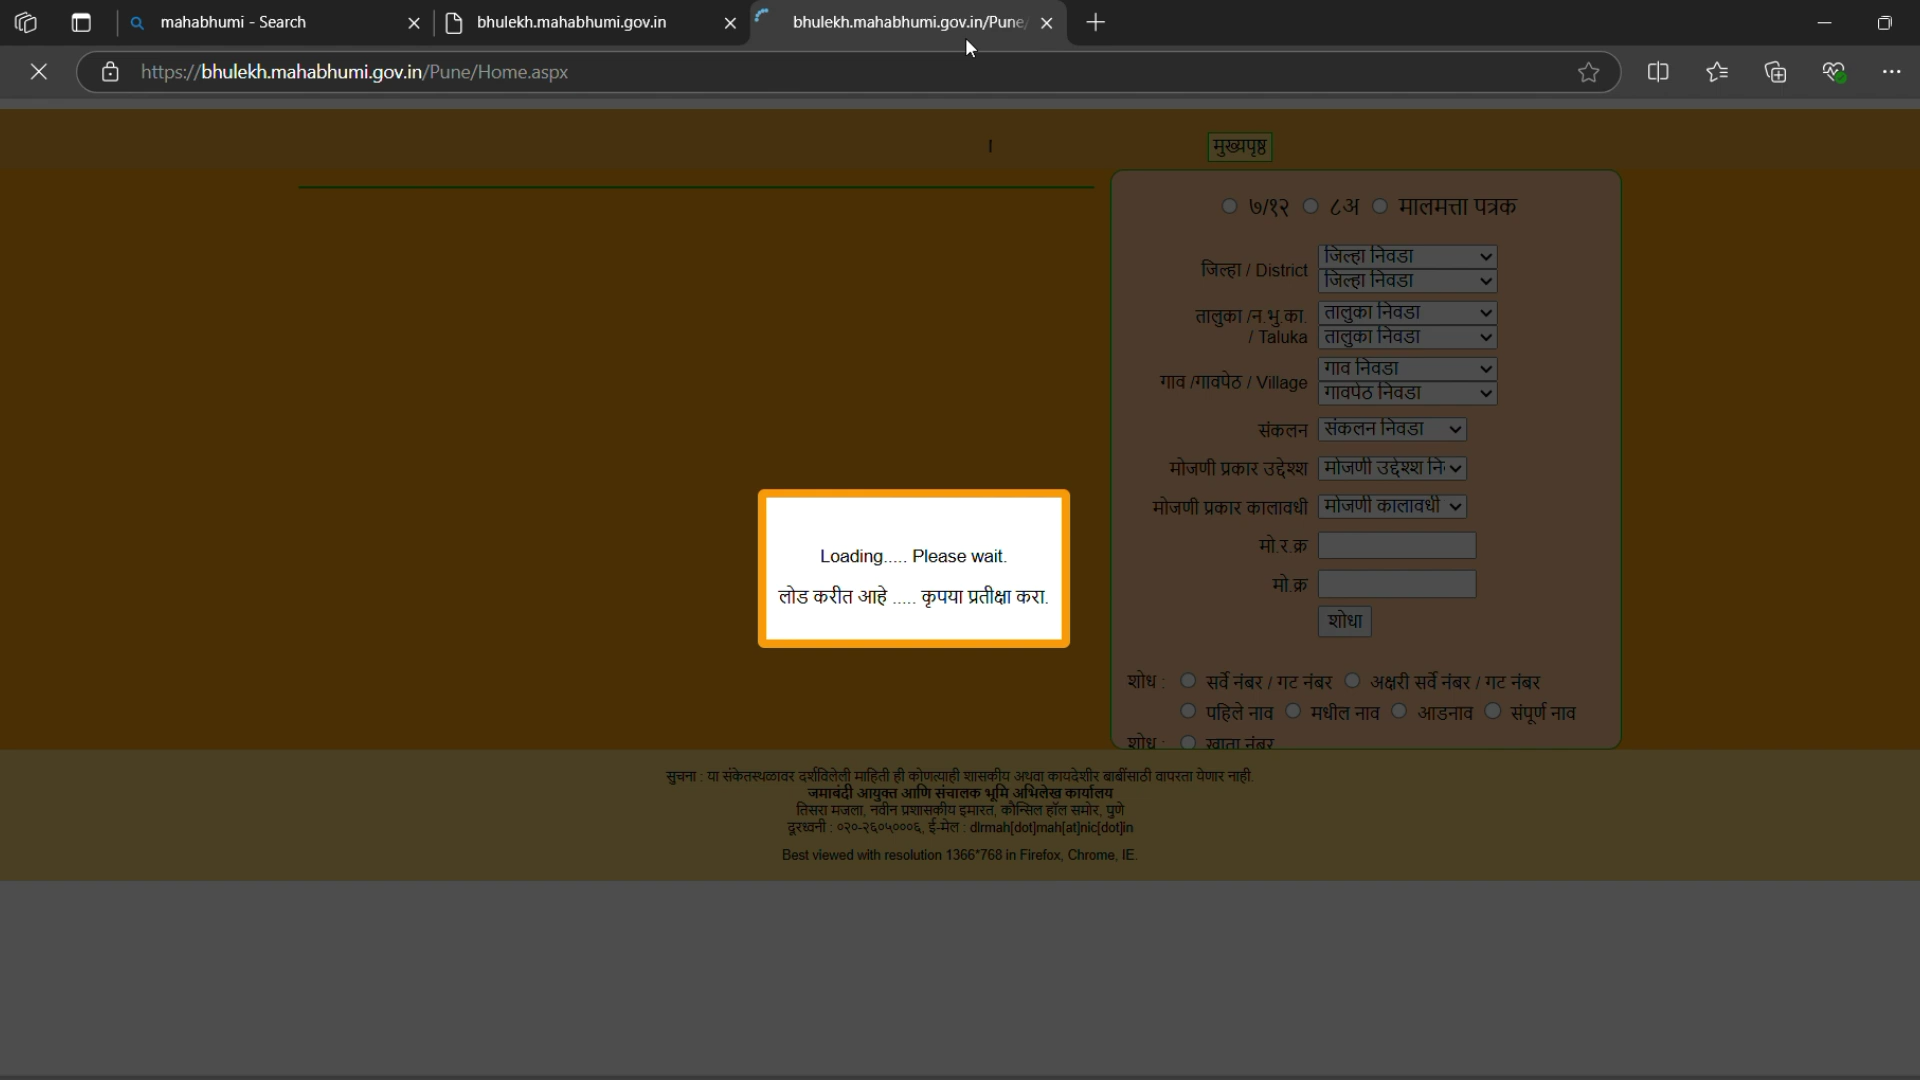 mahabhumi - Search
bhulekh.mahabhumi.gov.in
bhulekh.mahabhumi.gov.in/Pune/
https://bhulekh.mahabhumi.gov.in/Pune/Home.aspx
मुख्यपृष्ठ
७/१२ ८अ मालमत्ता पत्रक
जिल्हा / District
जिल्हा निवडा
जिल्हा निवडा
तालुका /न.भु.का.
/ Taluka
तालुका निवडा
तालुका निवडा
गाव /गावपेठ / Village
गाव निवडा
गावपेठ निवडा
संकलन संकलन निवडा
मोजणी प्रकार उद्देश्श मोजणी उद्देश्श नि
मोजणी प्रकार कालावधी मोजणी कालावधी
मो.र.क्र
मो.क्र
शोधा
Loading..... Please wait.
लोड करीत आहे ..... कृपया प्रतीक्षा करा.
शोध : सर्वे नंबर / गट नंबर अक्षरी सर्वे नंबर / गट नंबर
पहिले नाव मधील नाव आडनाव संपूर्ण नाव
शोध : खाता नंबर
सुचना : या संकेतस्थळावर दर्शविलेली माहिती ही कोणत्याही शासकीय अथवा कायदेशीर बाबींसाठी वापरता येणार नाही.
जमाबंदी आयुक्त आणि संचालक भूमि अभिलेख कार्यालय
तिसरा मजला, नवीन प्रशासकीय इमारत, कौन्सिल हॉल समोर, पुणे
दूरध्वनी : ०२०-२६०५०००६, ई-मेल : dlrmah[dot]mah[at]nic[dot]in
Best viewed with resolution 1366*768 in Firefox, Chrome, IE.